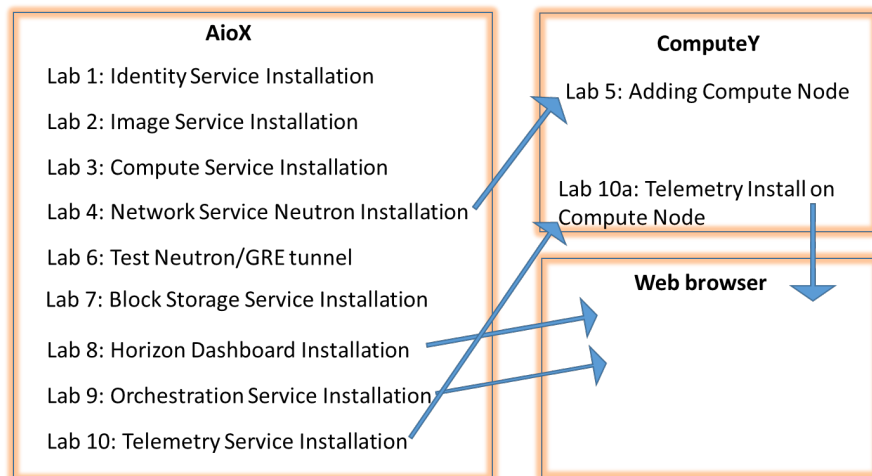 AioX
Lab 1: Identity Service Installation
Lab 2: Image Service Installation
Lab 3: Compute Service Installation
Lab 4: Network Service Neutron Installation
Lab 6: Test Neutron/GRE tunnel
Lab 7: Block Storage Service Installation
Lab 8: Horizon Dashboard Installation
Lab 9: Orchestration Service Installation
Lab 10: Telemetry Service Installation
ComputeY
Lab 5: Adding Compute Node
Lab 10a: Telemetry Install on
Compute Node
Web browser